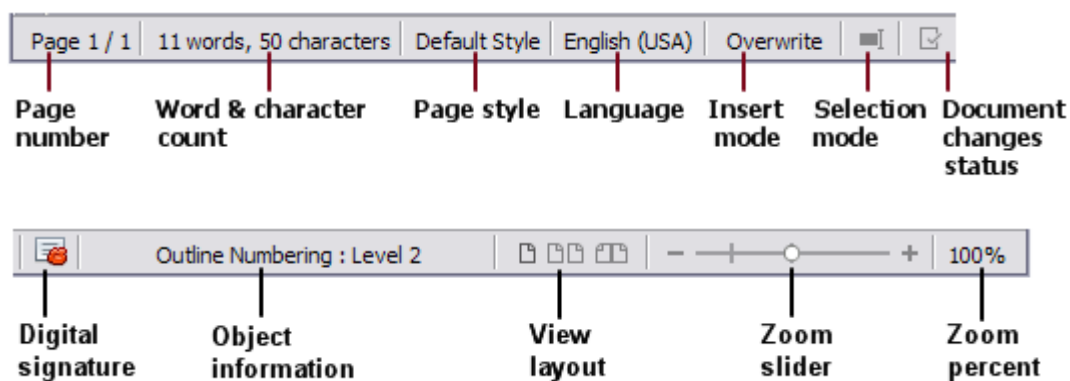 Page 1 / 1 11 words, 50 characters Default Style English (USA) Overwrite
Page number Word & character count Page style Language Insert mode Selection mode Document changes status
Outline Numbering : Level 2 100%
Digital signature Object information View layout Zoom slider Zoom percent